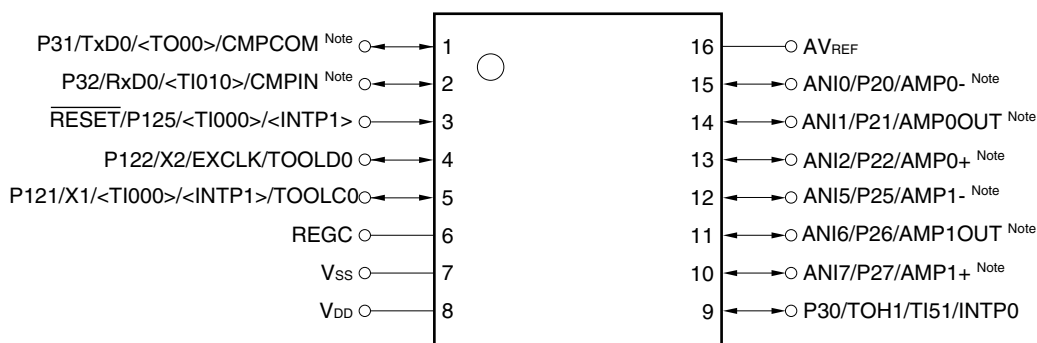 P31/TxD0/<TO00>/CMPCOM Note 1 16 AVREF
P32/RxD0/<TI010>/CMPIN Note 2 15 ANI0/P20/AMP0- Note
RESET/P125/<TI000>/<INTP1> 3 14 ANI1/P21/AMP0OUT Note
P122/X2/EXCLK/TOOLD0 4 13 ANI2/P22/AMP0+ Note
P121/X1/<TI000>/<INTP1>/TOOLC0 5 12 ANI5/P25/AMP1- Note
REGC 6 11 ANI6/P26/AMP1OUT Note
VSS 7 10 ANI7/P27/AMP1+ Note
VDD 8 9 P30/TOH1/TI51/INTP0